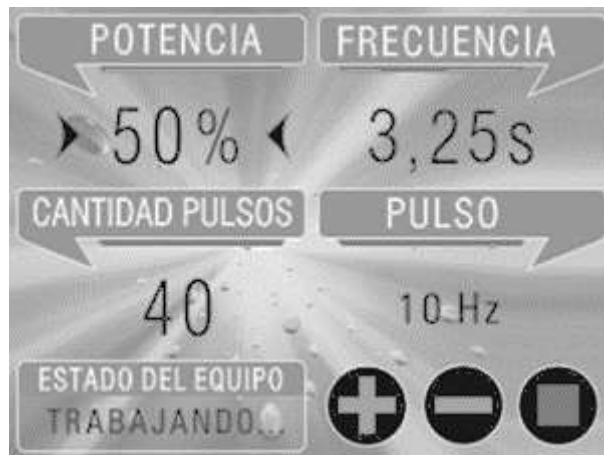 POTENCIA
FRECUENCIA
50%
3,25s
CANTIDAD PULSOS
PULSO
40
10 Hz
ESTADO DEL EQUIPO
TRABAJANDO...